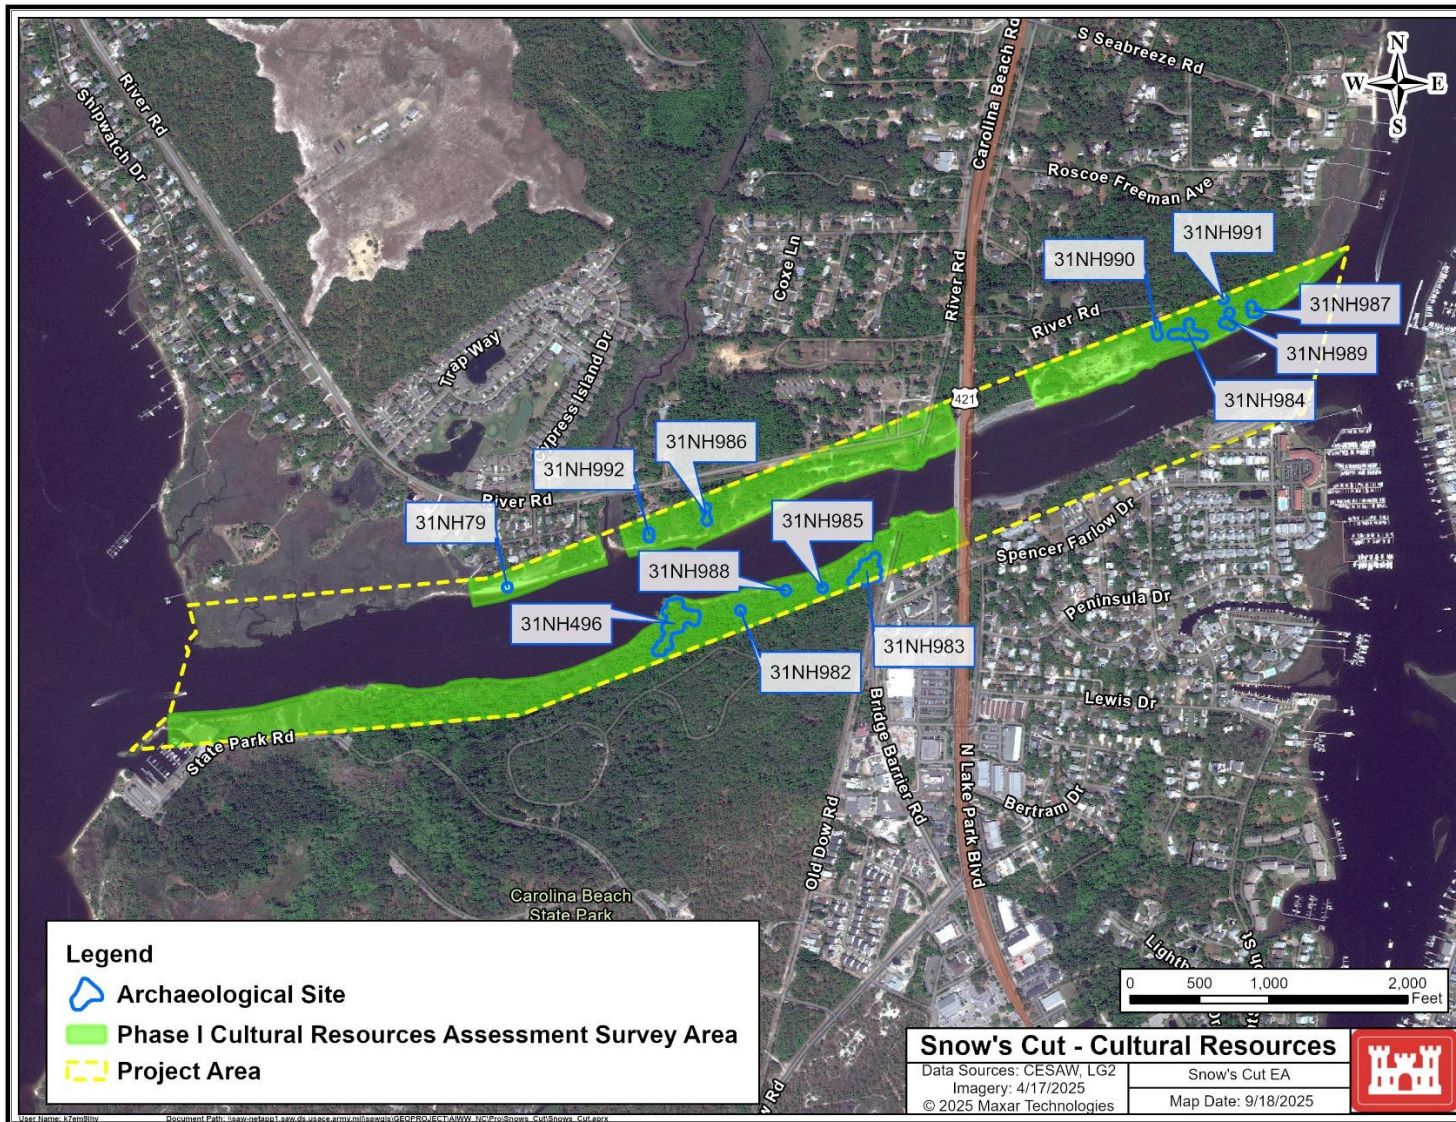 S Seabreeze Rd
N
W E
S
River Rd
Shipwatch Dr
Carolina Beach Rd
Roscoe Freeman Ave
31NH991
31NH990
Coxe Ln
River Rd
River Rd
31NH987
31NH989
Trap Way
Cypress Island Dr
421
31NH984
31NH986
31NH992
River Rd
31NH79
31NH985
Spencer Farlow Dr
31NH988
Peninsula Dr
31NH496
31NH983
31NH982
Lewis Dr
State Park Rd
Bridge Barrier Rd
N Lake Park Blvd
Bertram Dr
Old Dow Rd
Carolina Beach
State Park
Legend
Archaeological Site
Phase I Cultural Resources Assessment Survey Area
Project Area
w Rd
0 500 1,000 2,000
Feet
Snow's Cut - Cultural Resources
Data Sources: CESAW, LG2
Imagery: 4/17/2025
© 2025 Maxar Technologies
Snow's Cut EA
Map Date: 9/18/2025